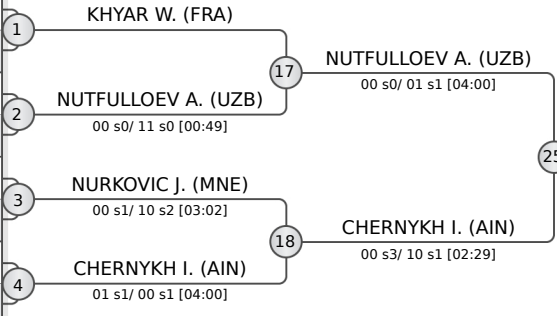 KHYAR W. (FRA)
1
17
NUTFULLOEV A. (UZB)
00 s0/ 01 s1 [04:00]
NUTFULLOEV A. (UZB)
2
00 s0/ 11 s0 [00:49]
25
NURKOVIC J. (MNE)
3
00 s1/ 10 s2 [03:02]
18
CHERNYKH I. (AIN)
00 s3/ 10 s1 [02:29]
CHERNYKH I. (AIN)
4
01 s1/ 00 s1 [04:00]